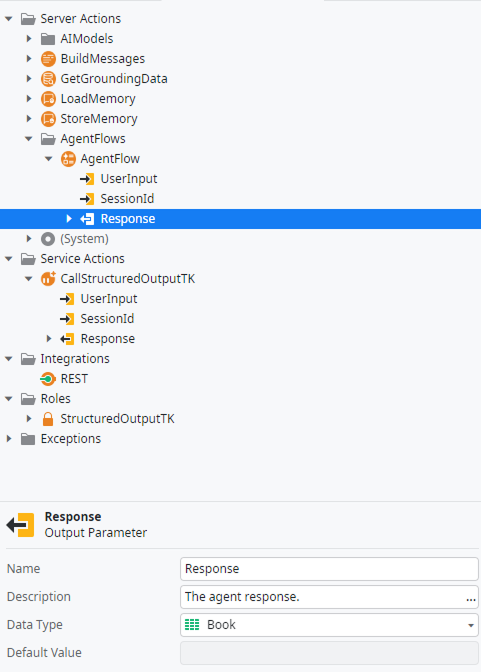 Server Actions
AIModels
BuildMessages
GetGroundingData
LoadMemory
StoreMemory
AgentFlows
AgentFlow
UserInput
SessionId
Response
(System)
Service Actions
CallStructuredOutputTK
UserInput
SessionId
Response
Integrations
REST
Roles
StructuredOutputTK
Exceptions
Response
Output Parameter
Name Response
Description The agent response. ...
Data Type Book
Default Value